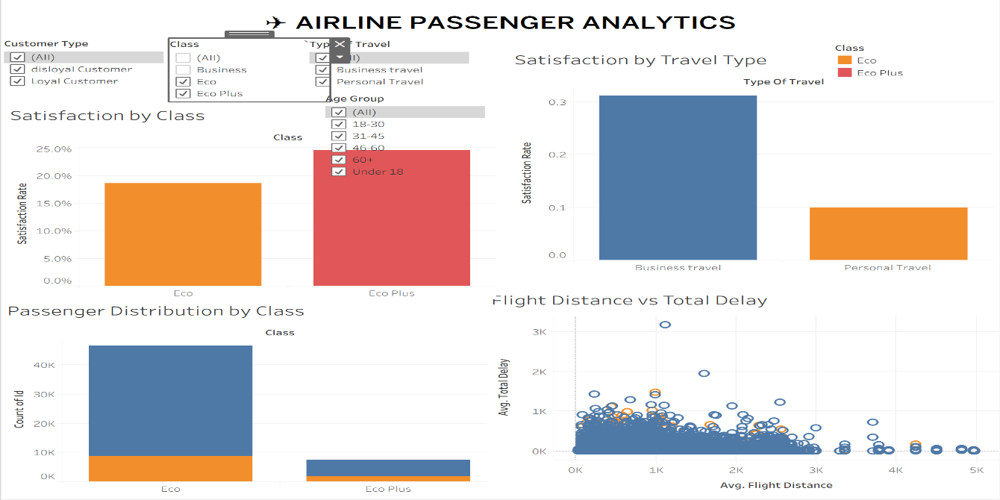 ✈ AIRLINE PASSENGER ANALYTICS
Customer Type
(All)
disloyal Customer
Loyal Customer
Class
(All)
Business
Eco
Eco Plus
Travel
Business travel
Personal Travel
Age Group
(All)
18-30
31-45
46-60
60+
Under 18
Class
Eco
Eco Plus
Satisfaction by Class
Class
Satisfaction Rate
25.0%
20.0%
15.0%
10.0%
5.0%
0.0%
Eco
Eco Plus
Satisfaction by Travel Type
Type Of Travel
Satisfaction Rate
0.3
0.2
0.1
0.0
Business travel
Personal Travel
Passenger Distribution by Class
Class
Count of Id
40K
30K
20K
10K
0K
Eco
Eco Plus
Flight Distance vs Total Delay
Avg. Total Delay
3K
2K
1K
0K
0K
1K
2K
3K
4K
5K
Avg. Flight Distance